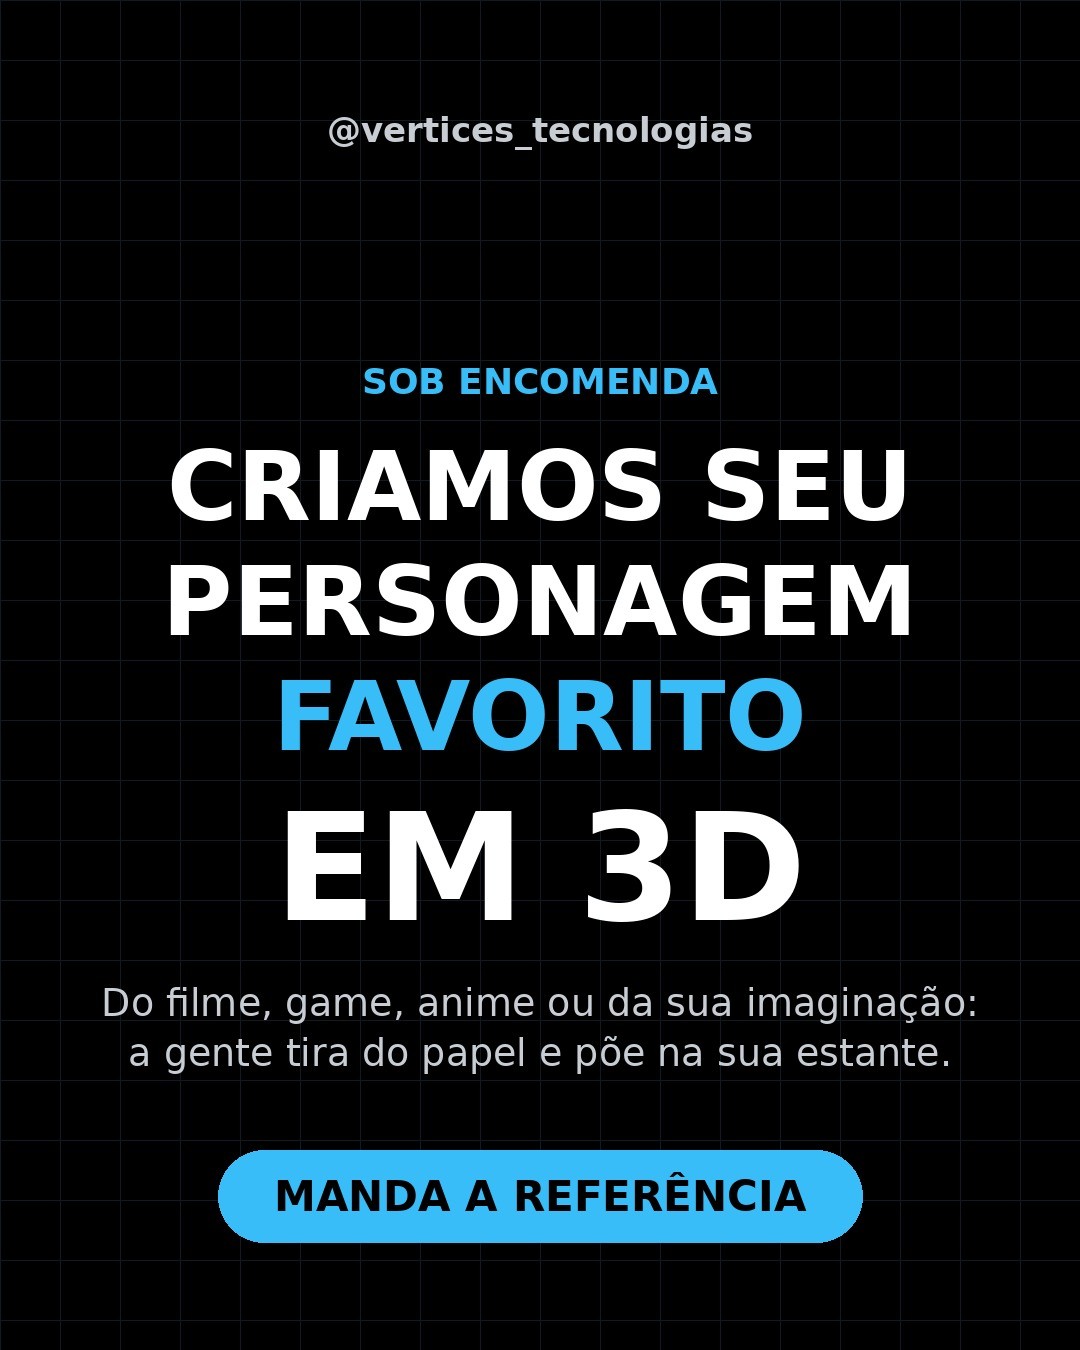 @vertices_tecnologias
SOB ENCOMENDA
CRIAMOS SEU
PERSONAGEM
FAVORITO
EM 3D
Do filme, game, anime ou da sua imaginação:
a gente tira do papel e põe na sua estante.
MANDA A REFERÊNCIA